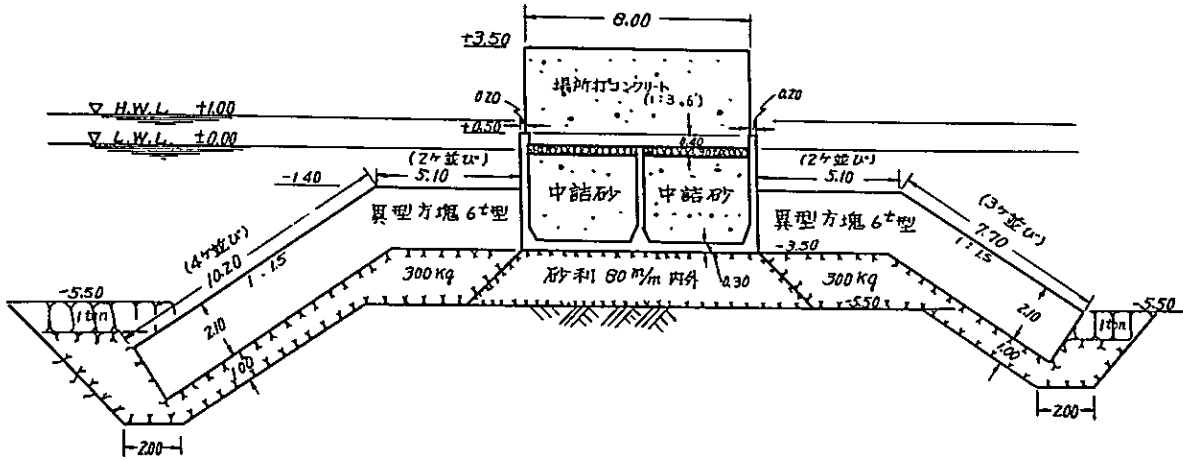 8.00
+3.50
場所打コンクリート
(1:3.6)
0.20
0.20
H.W.L. +1.00
+0.50
L.W.L. ±0.00
0.40
(2ケ並び)
5.10
(2ケ並び)
5.10
-1.40
中詰砂
中詰砂
異型方塊 6t型
異型方塊 6t型
(4ケ並び)
10.20
1:1.5
(3ケ並び)
7.70
1:1.5
-3.50
300Kg
砂利 80 m/m 内外
0.30
300Kg
-5.50
-5.50
1ton
-5.50
1ton
2.10
1.00
2.10
1.00
2.00
2.00